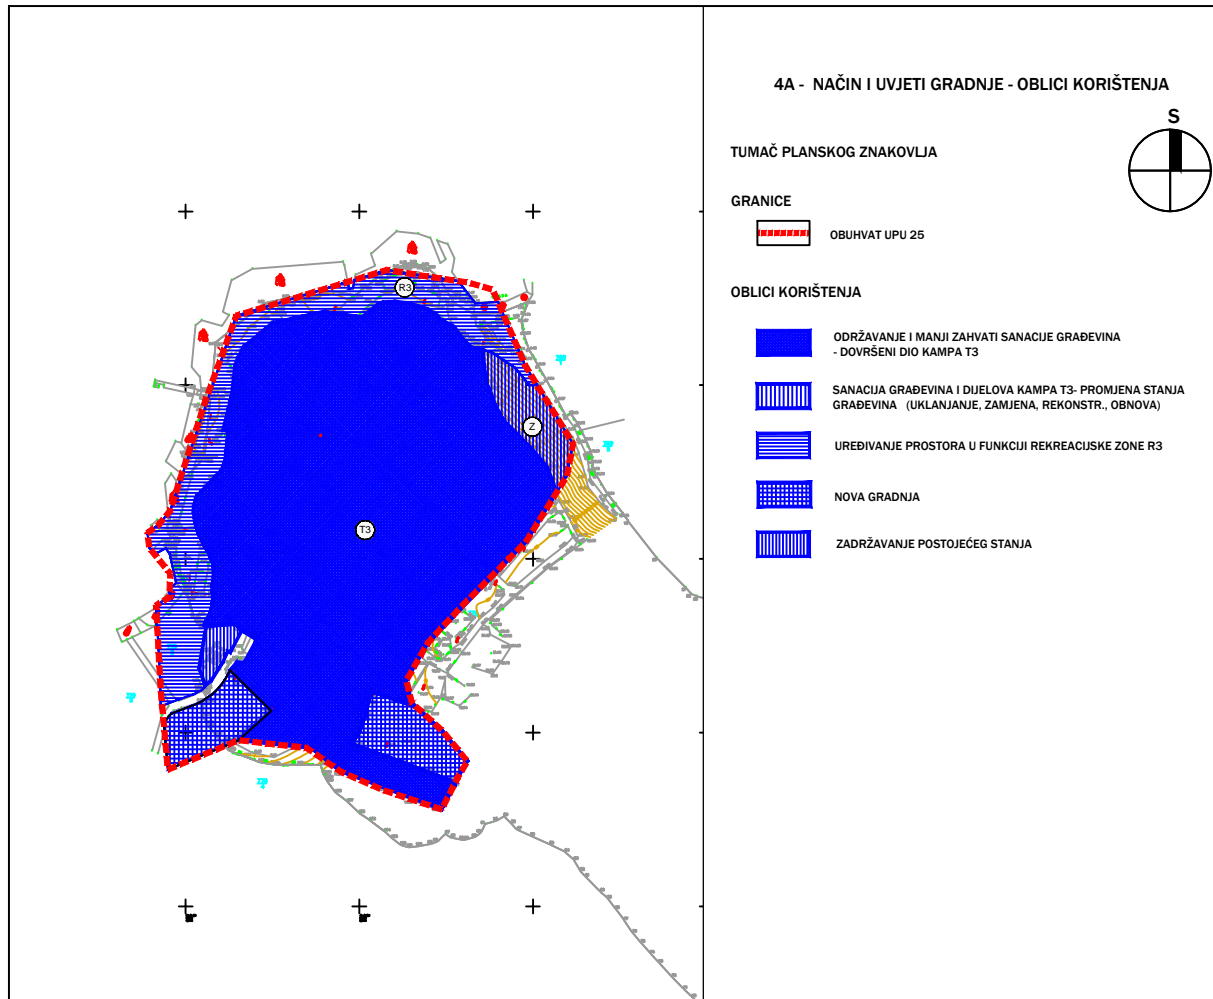 4A - NAČIN I UVJETI GRADNJE - OBLICI KORIŠTENJA
S
TUMAČ PLANSKOG ZNAKOVLJA
GRANICE
OBUHVAT UPU 25
OBLICI KORIŠTENJA
ODRŽAVANJE I MANJI ZAHVATI SANACIJE GRAĐEVINA
- DOVRŠENI DIO KAMPA T3
SANACIJA GRAĐEVINA I DIJELOVA KAMPA T3- PROMJENA STANJA
GRAĐEVINA (UKLANJANJE, ZAMJENA, REKONSTR., OBNOVA)
UREĐIVANJE PROSTORA U FUNKCIJI REKREACIJSKE ZONE R3
NOVA GRADNJA
ZADRŽAVANJE POSTOJEĆEG STANJA
R3
Z
T3